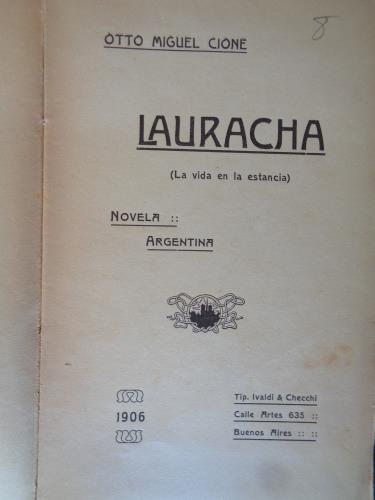 OTTO MIGUEL CIONE
8
LAURACHA
(La vida en la estancia)
NOVELA ::
ARGENTINA
1906
Tip. Ivaldi & Checchi
Calle Artes 635 ::
Buenos Aires :: ::